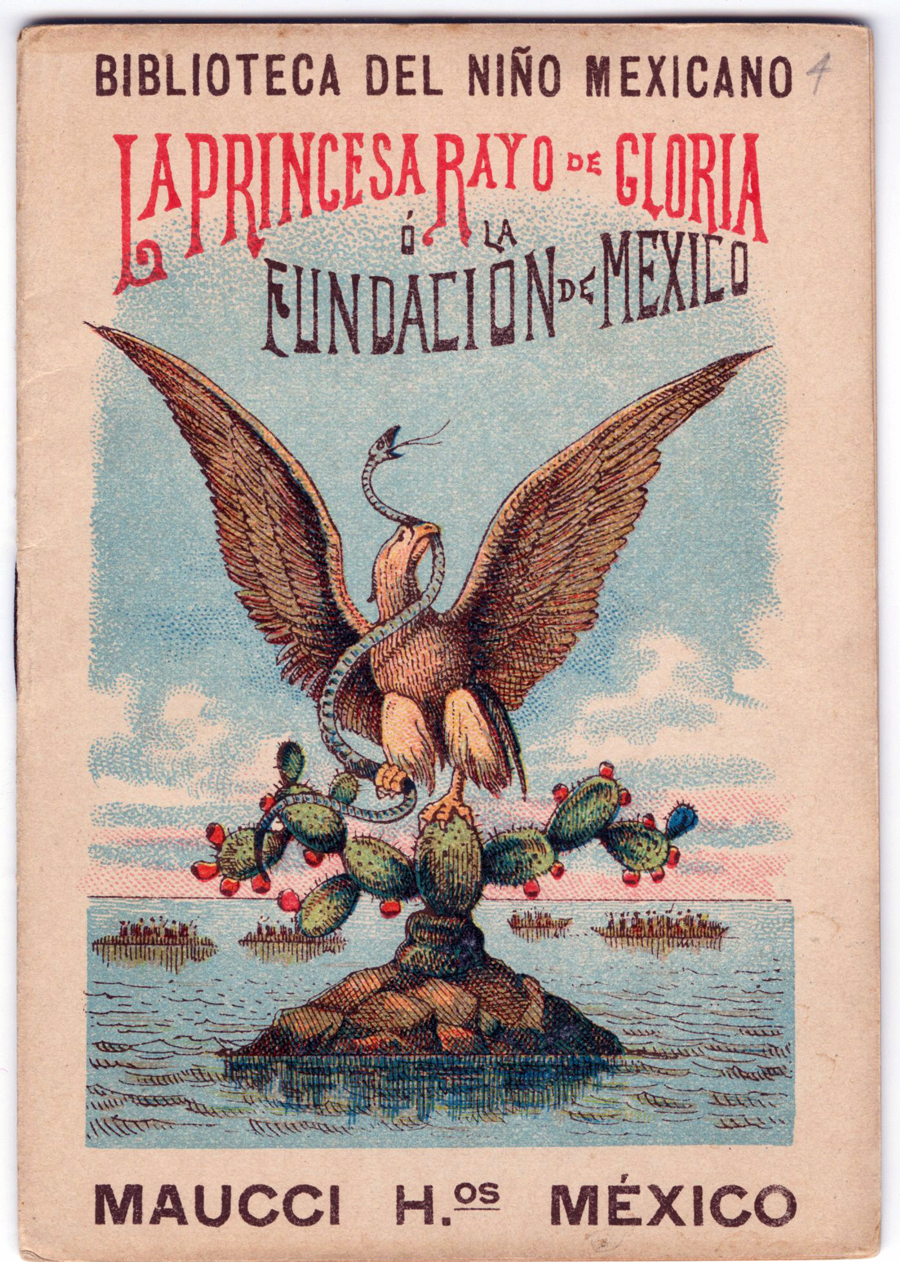 BIBLIOTECA DEL NIÑO MEXICANO 4
LA PRINCESA RAYO DE GLORIA
Ó LA
FUNDACIÓN DE MEXICO
MAUCCI H.OS MÉXICO